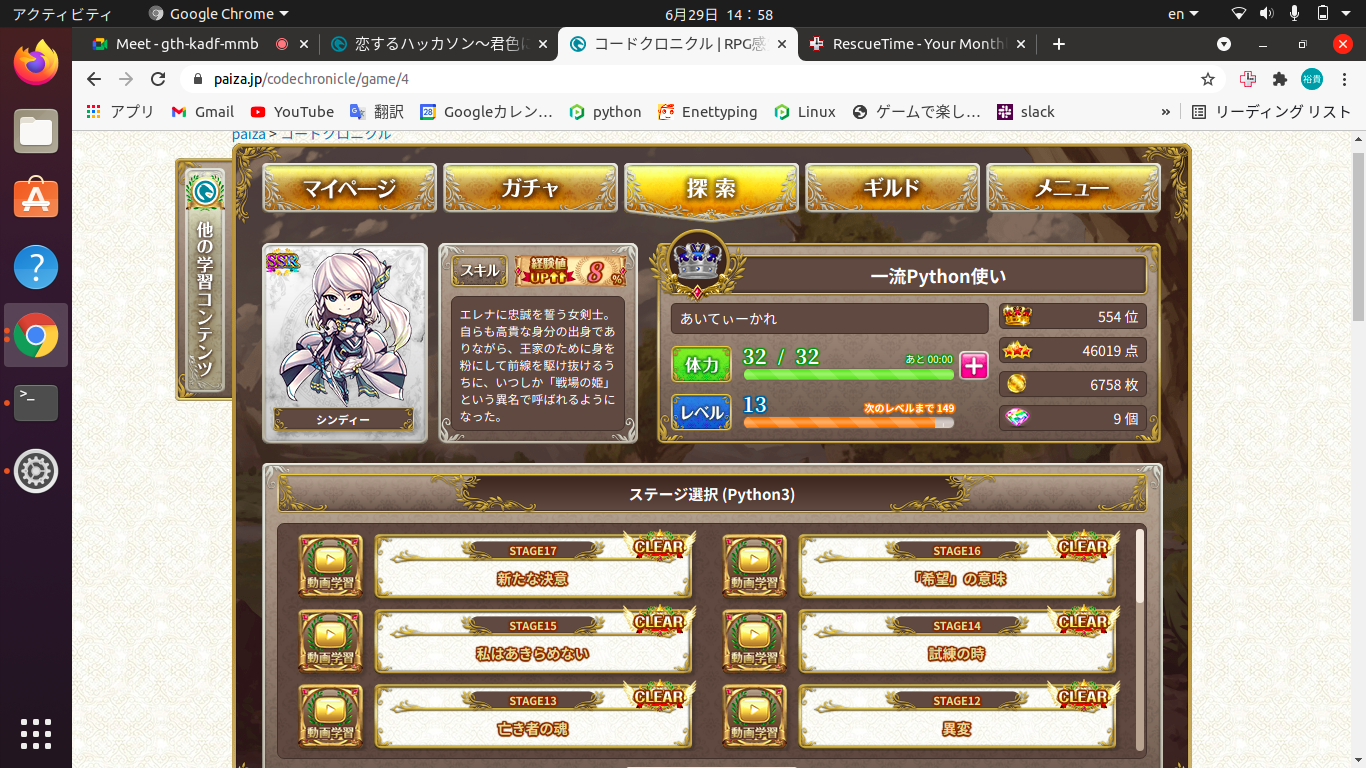 アクティビティ
Google Chrome
6月29日 14:58
en
Meet - gth-kadf-mmb
恋するハッカソン〜君色に
コードクロニクル | RPG感
RescueTime - Your Month
paiza.jp/codechronicle/game/4
裕貴
アプリ
Gmail
YouTube
翻訳
28
Googleカレン...
python
Enettyping
Linux
ゲームで楽し...
slack
»
リーディング リスト
paiza > コードクロニクル
他の学習コンテンツ
マイページ
ガチャ
探索
ギルド
メニュー
SSR
シンディー
スキル
経験値
UP
8%
エレナに忠誠を誓う女剣士。
自らも高貴な身分の出身であ
りながら、王家のために身を
粉にして前線を駆け抜けるう
ちに、いつしか「戦場の姫」
という異名で呼ばれるように
なった。
一流Python使い
あいてぃーかれ
体力
32 / 32
あと 00:00
レベル
13
次のレベルまで 149
554 位
46019 点
6758 枚
9 個
ステージ選択 (Python3)
動画学習
STAGE17
CLEAR
新たな決意
動画学習
STAGE16
CLEAR
「希望」の意味
動画学習
STAGE15
CLEAR
私はあきらめない
動画学習
STAGE14
CLEAR
試練の時
動画学習
STAGE13
CLEAR
亡き者の魂
動画学習
STAGE12
CLEAR
異変